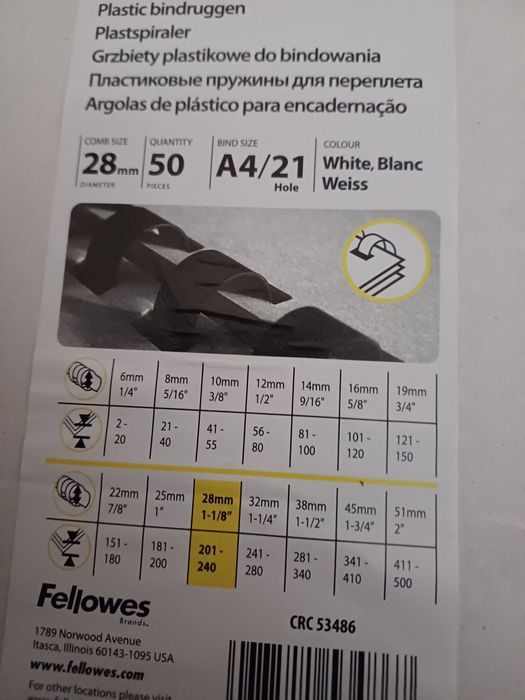 Plastic bindruggen
Plastspiraler
Grzbiety plastikowe do bindowania
Пластиковые пружины для переплета
Argolas de plástico para encadernação
COMB SIZE QUANTITY BIND SIZE COLOUR
28mm 50 A4/21 White, Blanc
DIAMETER PIECES Hole Weiss
6mm 8mm 10mm 12mm 14mm 16mm 19mm
1/4" 5/16" 3/8" 1/2" 9/16" 5/8" 3/4"
2- 21- 41- 56- 81- 101- 121-
20 40 55 80 100 120 150
22mm 25mm 28mm 32mm 38mm 45mm 51mm
7/8" 1" 1-1/8" 1-1/4" 1-1/2" 1-3/4" 2"
151- 181- 201- 241- 281- 341- 411-
180 200 240 280 340 410 500
Fellowes
Brands™
CRC 53486
1789 Norwood Avenue
Itasca, Illinois 60143-1095 USA
www.fellowes.com
For other locations please visit